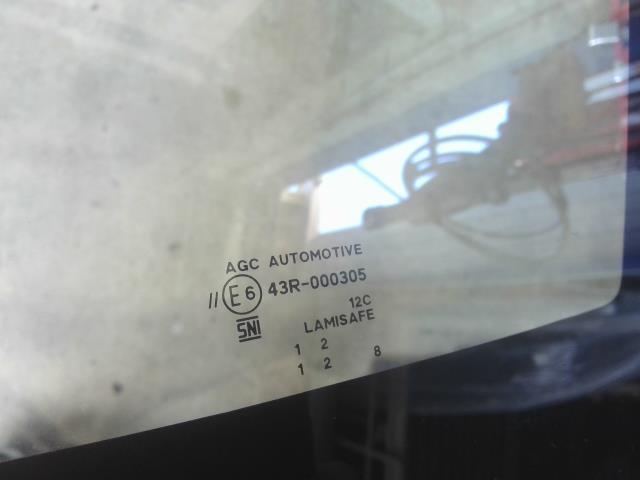 AGC AUTOMOTIVE
II E6 43R-000305
SNI 12C
LAMISAFE
1 2
1 2 8